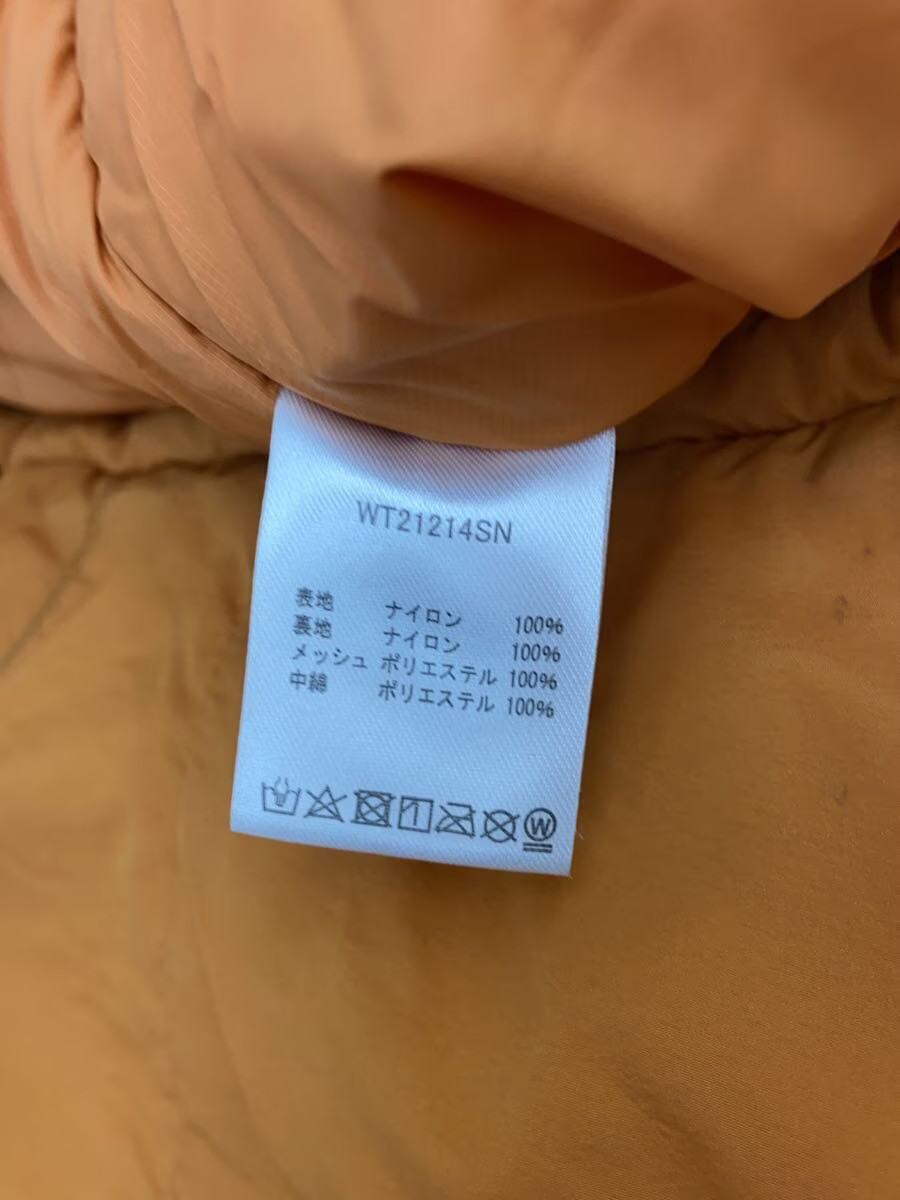 WT21214SN
表地 ナイロン 100%
裏地 ナイロン 100%
メッシュ ポリエステル 100%
中綿 ポリエステル 100%
W